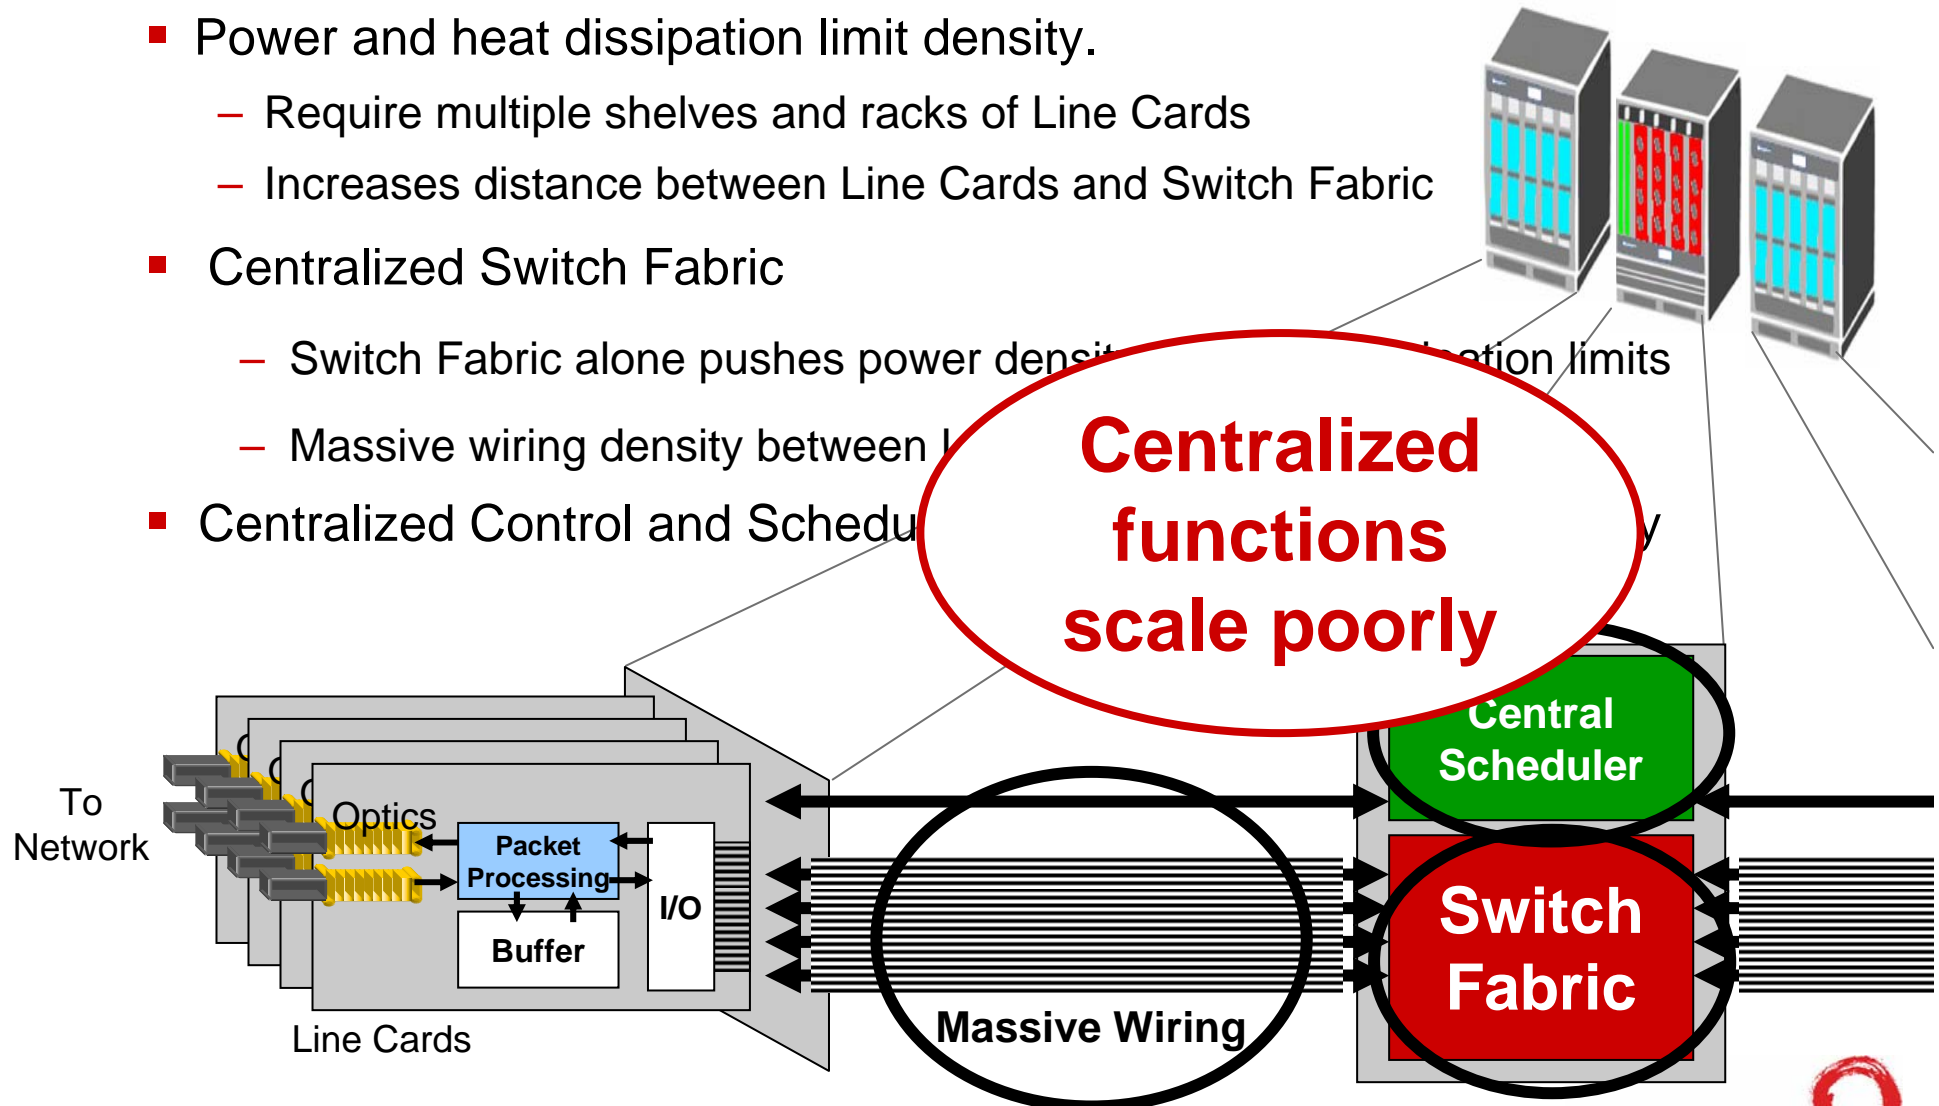 Power and heat dissipation limit density.
– Require multiple shelves and racks of Line Cards
– Increases distance between Line Cards and Switch Fabric
Centralized Switch Fabric
– Switch Fabric alone pushes power limits
– Massive wiring density between
Centralized Control and
Centralized
functions
scale poorly
Central
Scheduler
To
Network
Optics
Packet
Processing
I/O
Buffer
Switch
Fabric
Massive Wiring
Line Cards